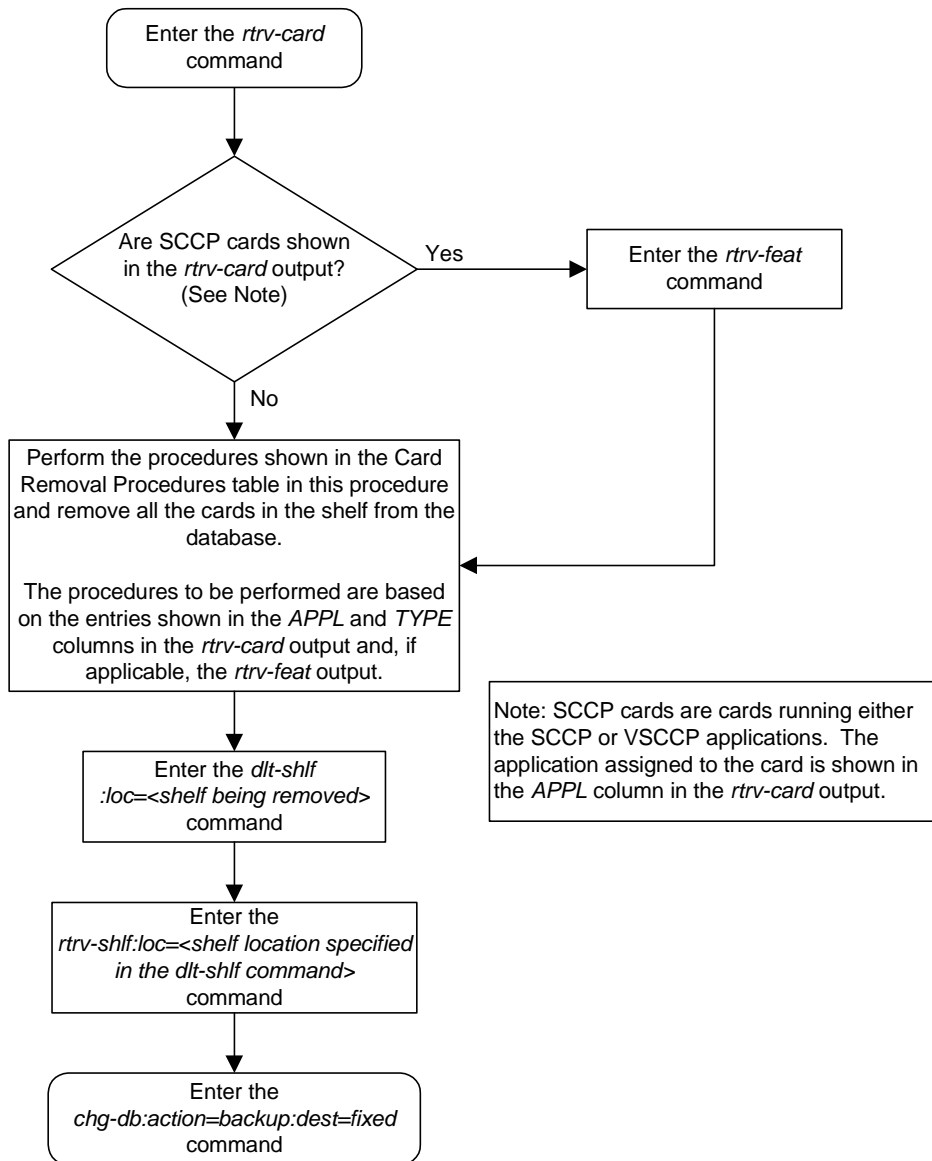 Enter the rtrv-card
command
Are SCCP cards shown
in the rtrv-card output?
(See Note)
Yes
Enter the rtrv-feat
command
No
Perform the procedures shown in the Card
Removal Procedures table in this procedure
and remove all the cards in the shelf from the
database.
The procedures to be performed are based
on the entries shown in the APPL and TYPE
columns in the rtrv-card output and, if
applicable, the rtrv-feat output.
Note: SCCP cards are cards running either
the SCCP or VSCCP applications. The
application assigned to the card is shown in
the APPL column in the rtrv-card output.
Enter the dlt-shlf
:loc=<shelf being removed>
command
Enter the
rtrv-shlf:loc=<shelf location specified
in the dlt-shlf command>
command
Enter the
chg-db:action=backup:dest=fixed
command